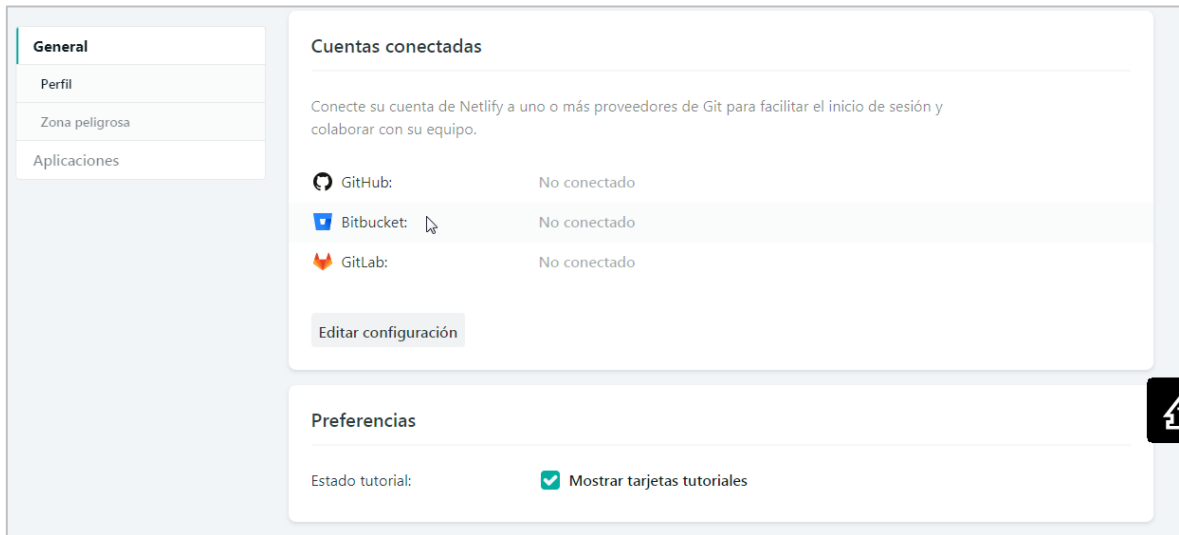 General
Perfil
Zona peligrosa
Aplicaciones
Cuentas conectadas
Conecte su cuenta de Netlify a uno o más proveedores de Git para facilitar el inicio de sesión y
colaborar con su equipo.
GitHub: No conectado
Bitbucket: No conectado
GitLab: No conectado
Editar configuración
Preferencias
Estado tutorial: Mostrar tarjetas tutoriales